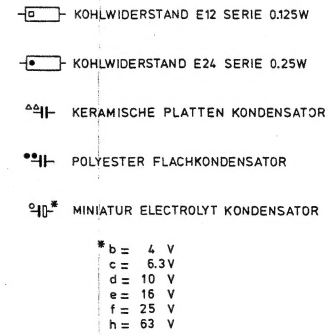 KOHLWIDERSTAND E12 SERIE 0.125W
KOHLWIDERSTAND E24 SERIE 0.25W
KERAMISCHE PLATTEN KONDENSATOR
POLYESTER FLACHKONDENSATOR
* MINIATUR ELECTROLYT KONDENSATOR
* b = 4 V
c = 6.3 V
d = 10 V
e = 16 V
f = 25 V
h = 63 V